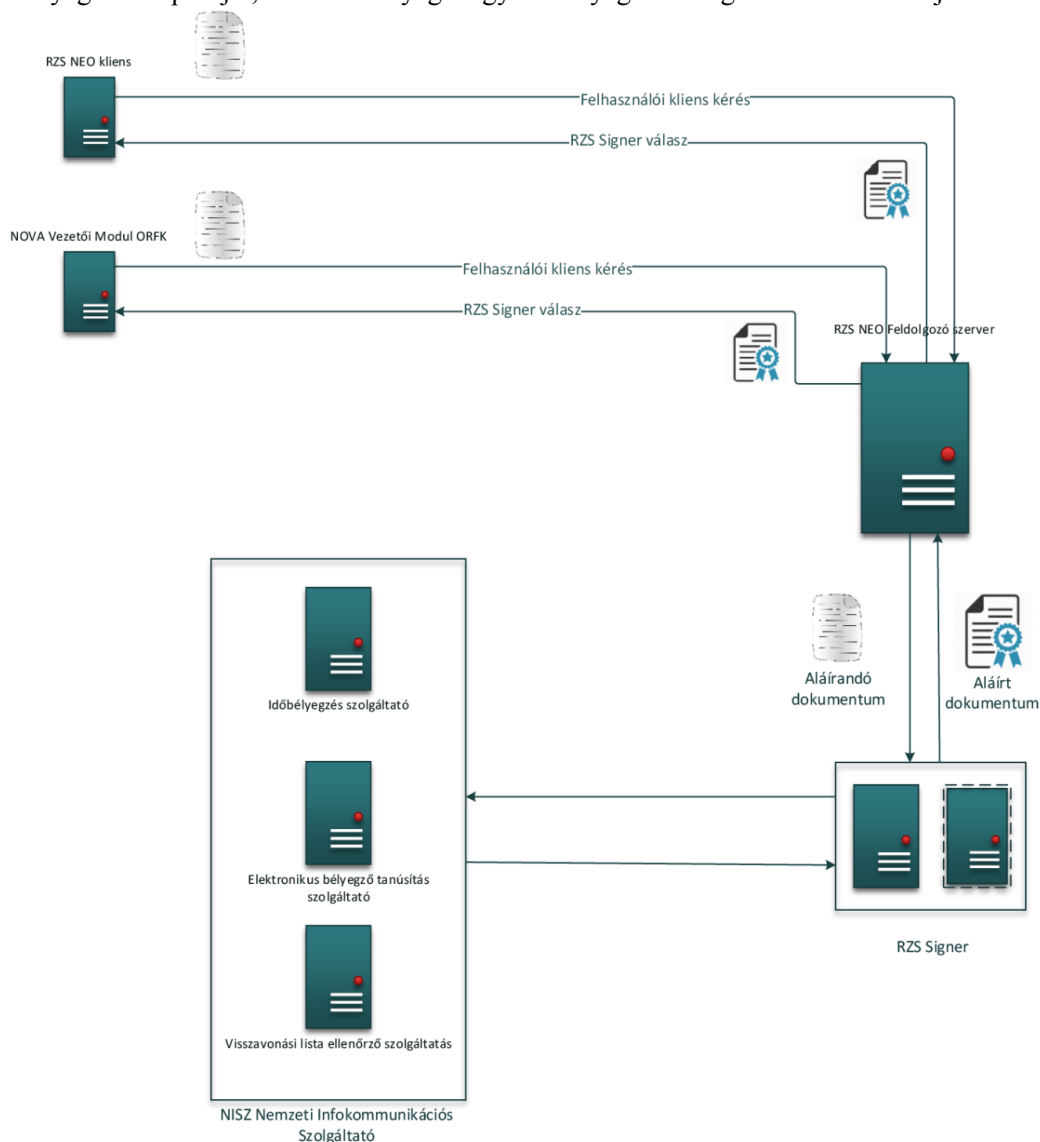 RZS NEO kliens
Felhasználói kliens kérés
RZS Signer válasz
NOVA Vezetői Modul ORFK
Felhasználói kliens kérés
RZS Signer válasz
RZS NEO Feldolgozó szerver
Aláírandó
dokumentum
Aláírt
dokumentum
Időbélyegzés szolgáltató
Elektronikus bélyegző tanúsítás
szolgáltató
Visszavonási lista ellenőrző szolgáltatás
RZS Signer
NISZ Nemzeti Infokommunikációs
Szolgáltató